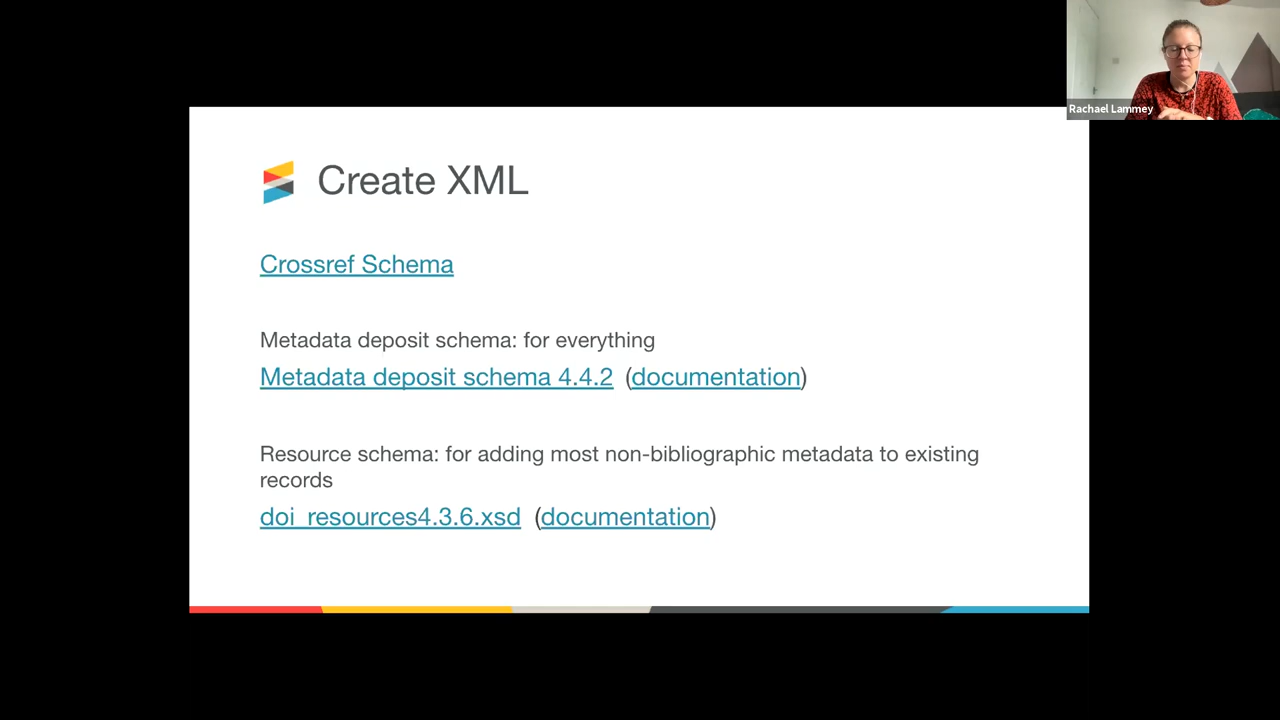 Rachael Lammey
Create XML
Crossref Schema
Metadata deposit schema: for everything
Metadata deposit schema 4.4.2 (documentation)
Resource schema: for adding most non-bibliographic metadata to existing
records
doi_resources4.3.6.xsd (documentation)